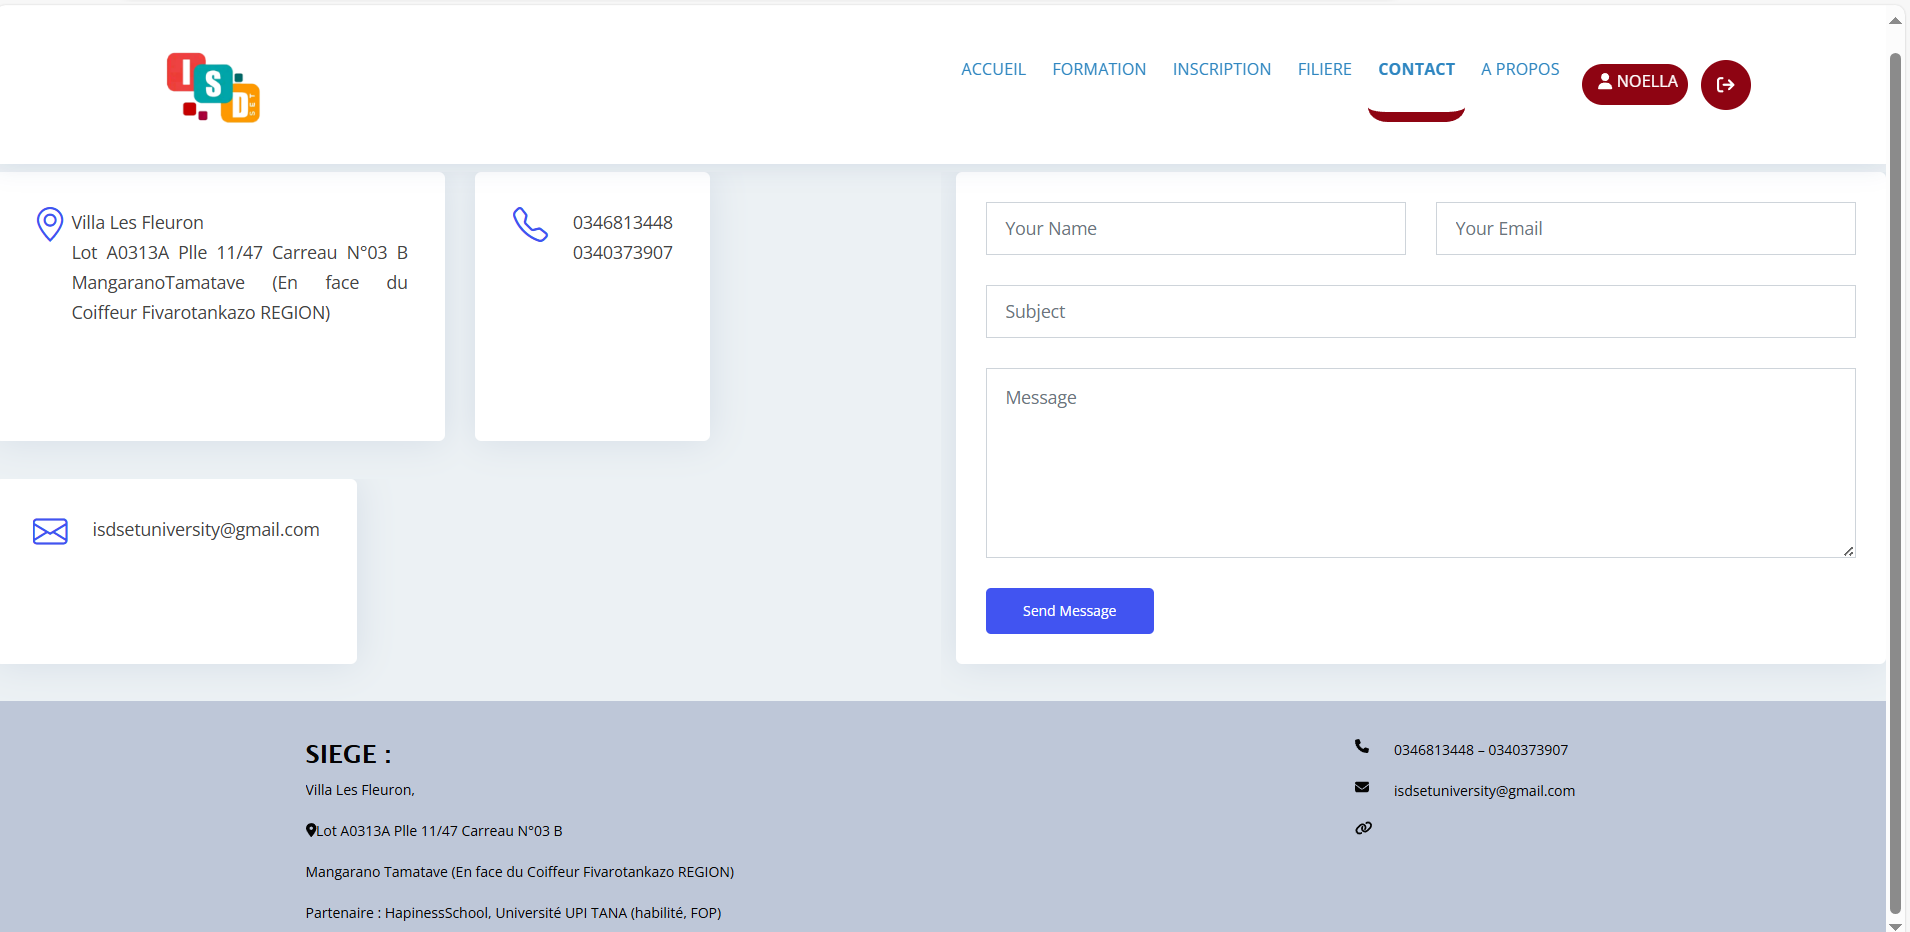 I
S
D
SET
ACCUEIL FORMATION INSCRIPTION FILIERE CONTACT A PROPOS NOELLA
Villa Les Fleuron
Lot A0313A Plle 11/47 Carreau N°03 B
MangaranoTamatave (En face du
Coiffeur Fivarotankazo REGION)
0346813448
0340373907
isdsetuniversity@gmail.com
Your Name
Your Email
Subject
Message
Send Message
SIEGE :
Villa Les Fleuron,
Lot A0313A Plle 11/47 Carreau N°03 B
Mangarano Tamatave (En face du Coiffeur Fivarotankazo REGION)
Partenaire : HapinessSchool, Université UPI TANA (habilité, FOP)
0346813448 – 0340373907
isdsetuniversity@gmail.com